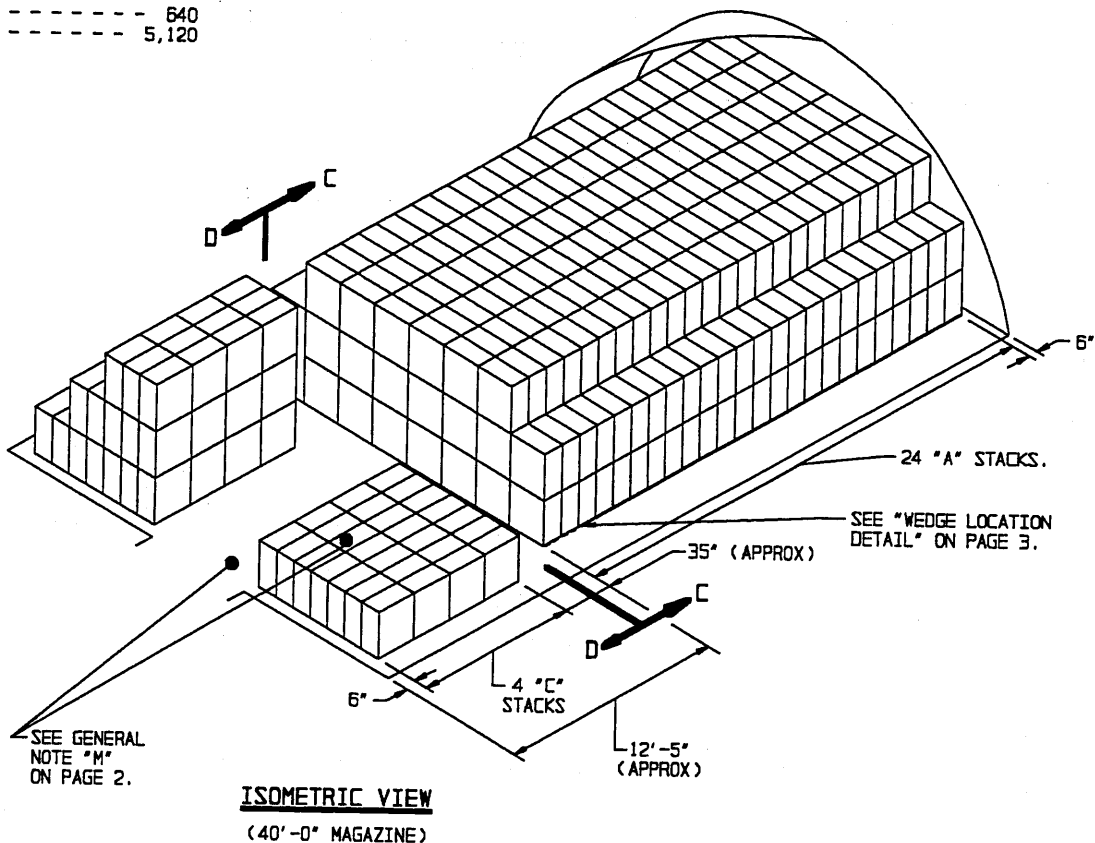 - - - - - - - - 640
- - - - - - - 5,120
C
D
6"
24 "A" STACKS.
SEE "WEDGE LOCATION
DETAIL" ON PAGE 3.
35" (APPROX)
C
D
4 "C"
STACKS
6"
12'-5"
(APPROX)
SEE GENERAL
NOTE "M"
ON PAGE 2.
ISOMETRIC VIEW
(40'-0" MAGAZINE)